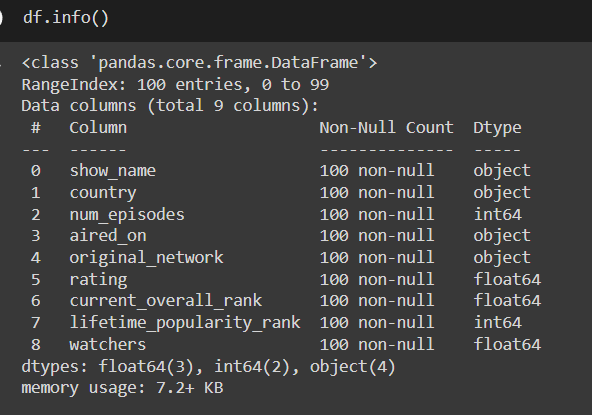 df.info()
<class 'pandas.core.frame.DataFrame'>
RangeIndex: 100 entries, 0 to 99
Data columns (total 9 columns):
 #   Column                   Non-Null Count  Dtype
---  ------                   --------------  -----
 0   show_name                100 non-null    object
 1   country                  100 non-null    object
 2   num_episodes             100 non-null    int64
 3   aired_on                 100 non-null    object
 4   original_network         100 non-null    object
 5   rating                   100 non-null    float64
 6   current_overall_rank     100 non-null    float64
 7   lifetime_popularity_rank 100 non-null    int64
 8   watchers                 100 non-null    float64
dtypes: float64(3), int64(2), object(4)
memory usage: 7.2+ KB